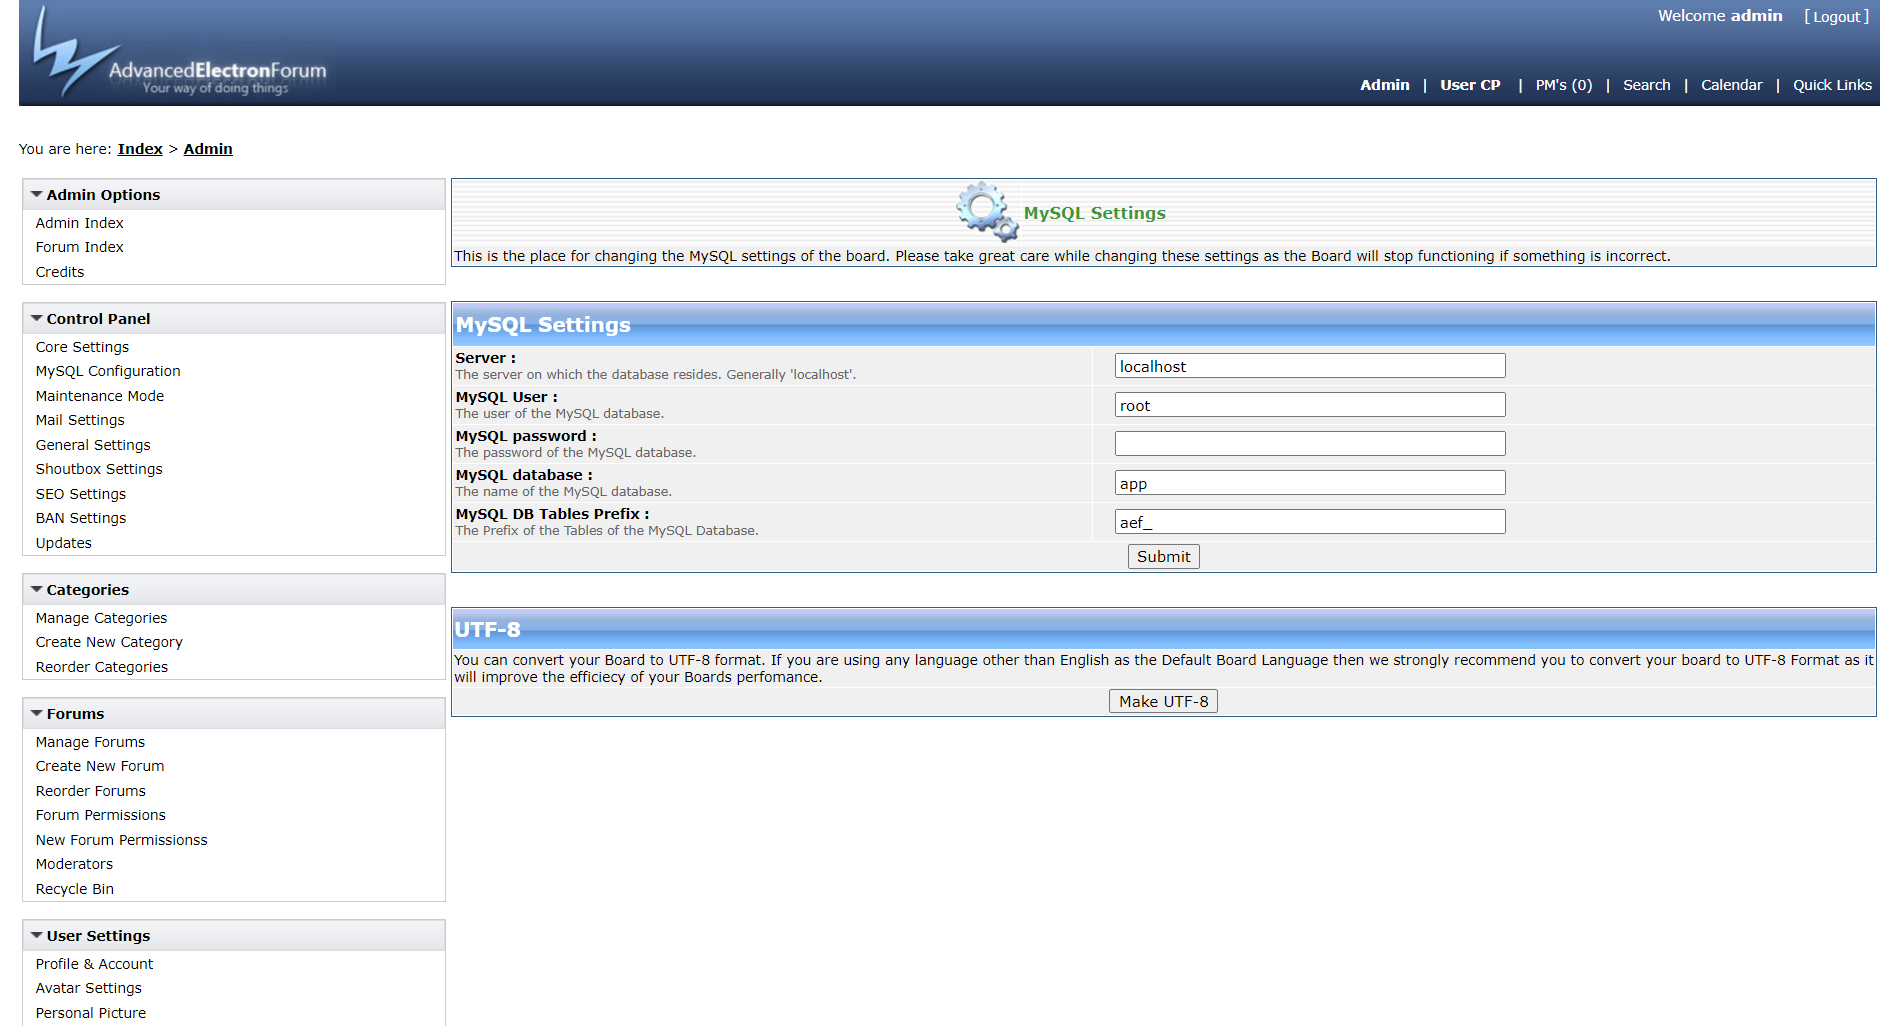 Welcome admin [ Logout ]
AdvancedElectronForum
Your way of doing things
Admin | User CP | PM's (0) | Search | Calendar | Quick Links
You are here: Index > Admin
Admin Options
Admin Index
Forum Index
Credits
Control Panel
Core Settings
MySQL Configuration
Maintenance Mode
Mail Settings
General Settings
Shoutbox Settings
SEO Settings
BAN Settings
Updates
Categories
Manage Categories
Create New Category
Reorder Categories
Forums
Manage Forums
Create New Forum
Reorder Forums
Forum Permissions
New Forum Permissionss
Moderators
Recycle Bin
User Settings
Profile & Account
Avatar Settings
Personal Picture
MySQL Settings
This is the place for changing the MySQL settings of the board. Please take great care while changing these settings as the Board will stop functioning if something is incorrect.
MySQL Settings
Server :
The server on which the database resides. Generally 'localhost'.
localhost
MySQL User :
The user of the MySQL database.
root
MySQL password :
The password of the MySQL database.
MySQL database :
The name of the MySQL database.
app
MySQL DB Tables Prefix :
The Prefix of the Tables of the MySQL Database.
aef_
Submit
UTF-8
You can convert your Board to UTF-8 format. If you are using any language other than English as the Default Board Language then we strongly recommend you to convert your board to UTF-8 Format as it
will improve the efficiecy of your Boards perfomance.
Make UTF-8